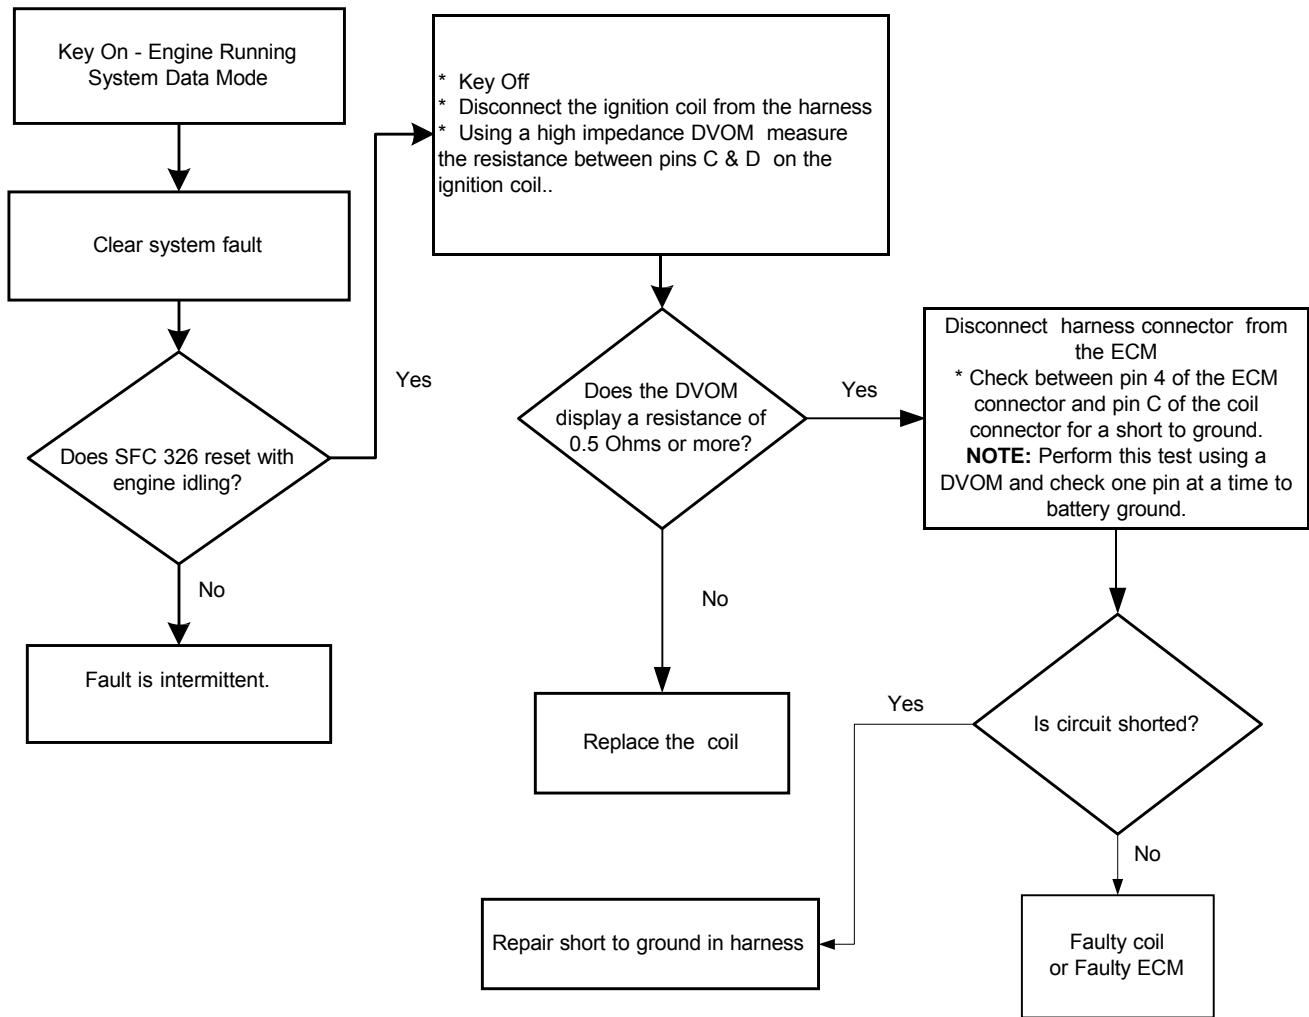 Key On - Engine Running
System Data Mode
Clear system fault
Does SFC 326 reset with
engine idling?
Yes
No
Fault is intermittent.
* Key Off
* Disconnect the ignition coil from the harness
* Using a high impedance DVOM measure
the resistance between pins C & D on the
ignition coil..
Does the DVOM
display a resistance of
0.5 Ohms or more?
Yes
No
Replace the coil
Disconnect harness connector from
the ECM
* Check between pin 4 of the ECM
connector and pin C of the coil
connector for a short to ground.
NOTE: Perform this test using a
DVOM and check one pin at a time to
battery ground.
Is circuit shorted?
Yes
No
Repair short to ground in harness
Faulty coil
or Faulty ECM